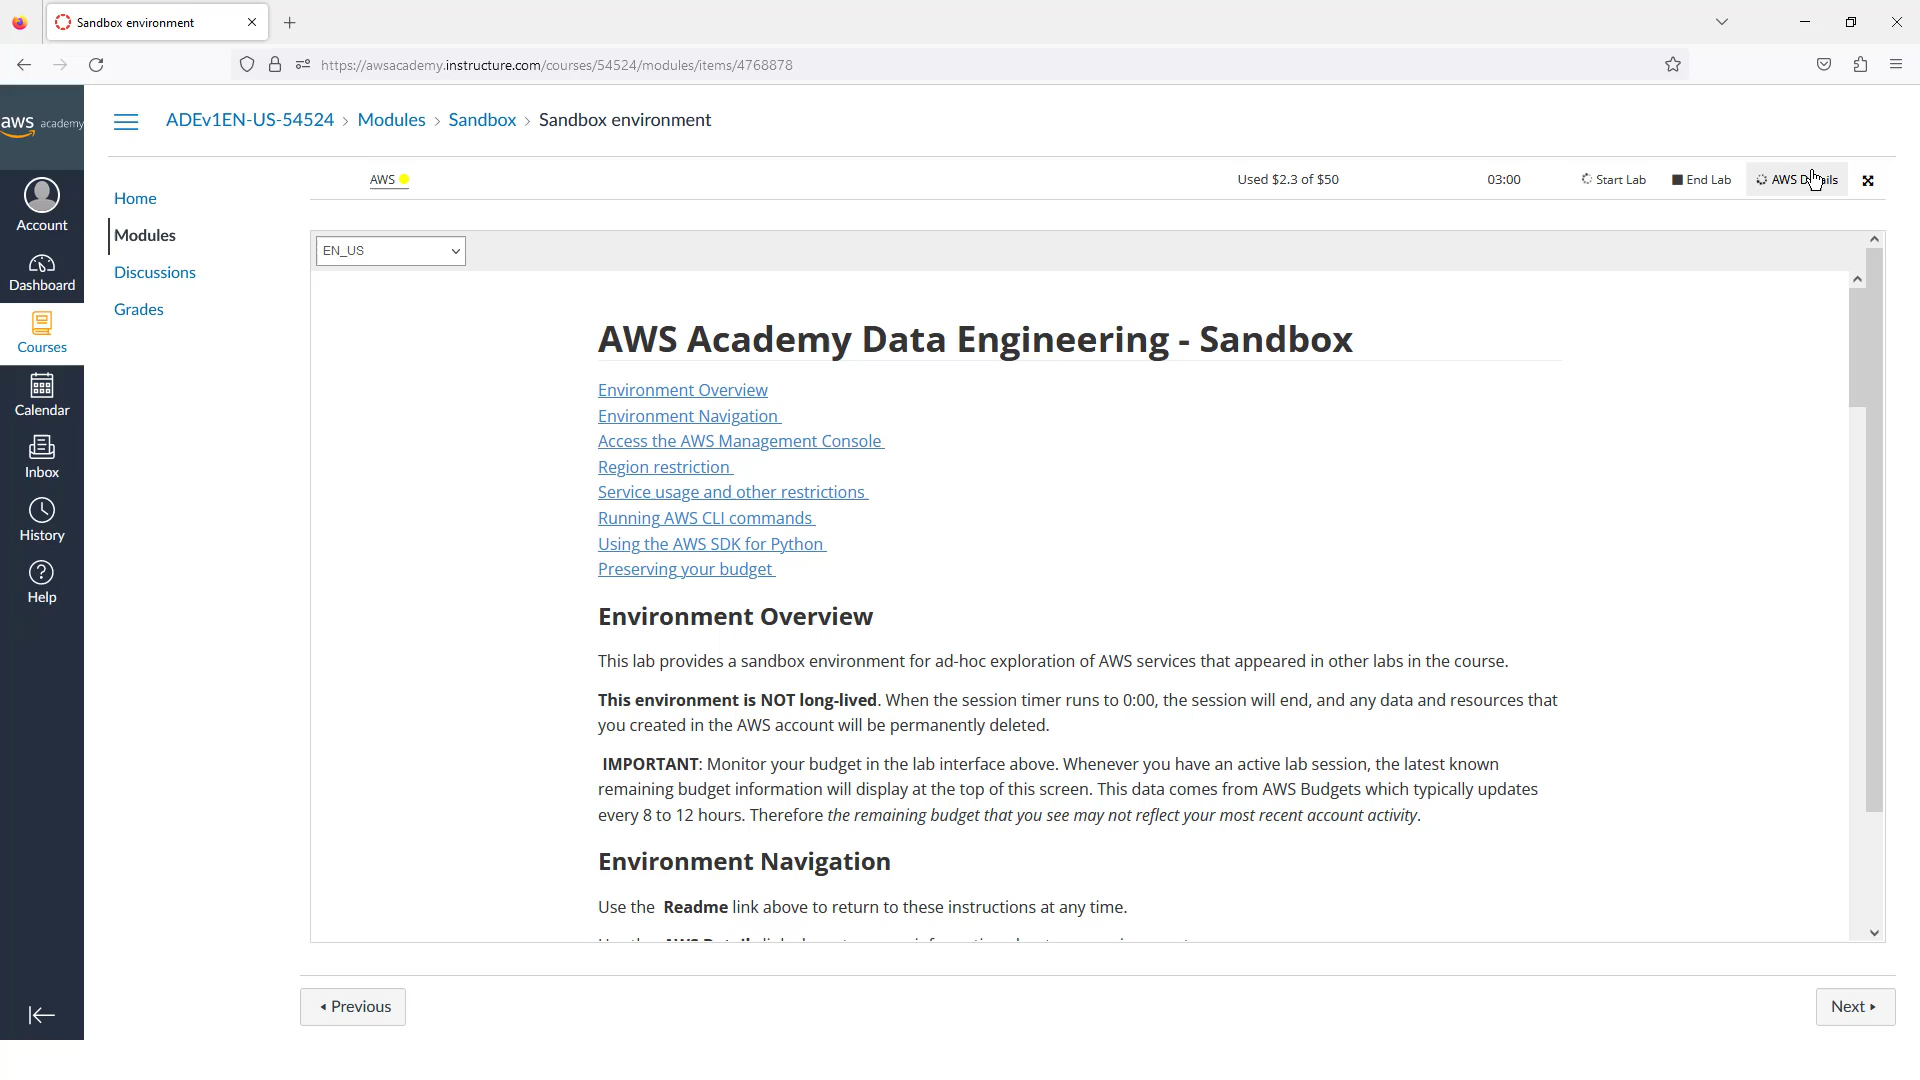 Sandbox environment
https://awsacademy.instructure.com/courses/54524/modules/items/4768878
aws academy
ADEv1EN-US-54524 › Modules › Sandbox › Sandbox environment
AWS
Used $2.3 of $50
03:00
Start Lab
End Lab
AWS
Home
Modules
Discussions
Grades
Account
Dashboard
Courses
Calendar
Inbox
History
Help
EN_US
AWS Academy Data Engineering - Sandbox
Environment Overview
Environment Navigation
Access the AWS Management Console
Region restriction
Service usage and other restrictions
Running AWS CLI commands
Using the AWS SDK for Python
Preserving your budget
Environment Overview
This lab provides a sandbox environment for ad-hoc exploration of AWS services that appeared in other labs in the course.
This environment is NOT long-lived. When the session timer runs to 0:00, the session will end, and any data and resources that
you created in the AWS account will be permanently deleted.
IMPORTANT: Monitor your budget in the lab interface above. Whenever you have an active lab session, the latest known
remaining budget information will display at the top of this screen. This data comes from AWS Budgets which typically updates
every 8 to 12 hours. Therefore the remaining budget that you see may not reflect your most recent account activity.
Environment Navigation
Use the Readme link above to return to these instructions at any time.
Previous
Next